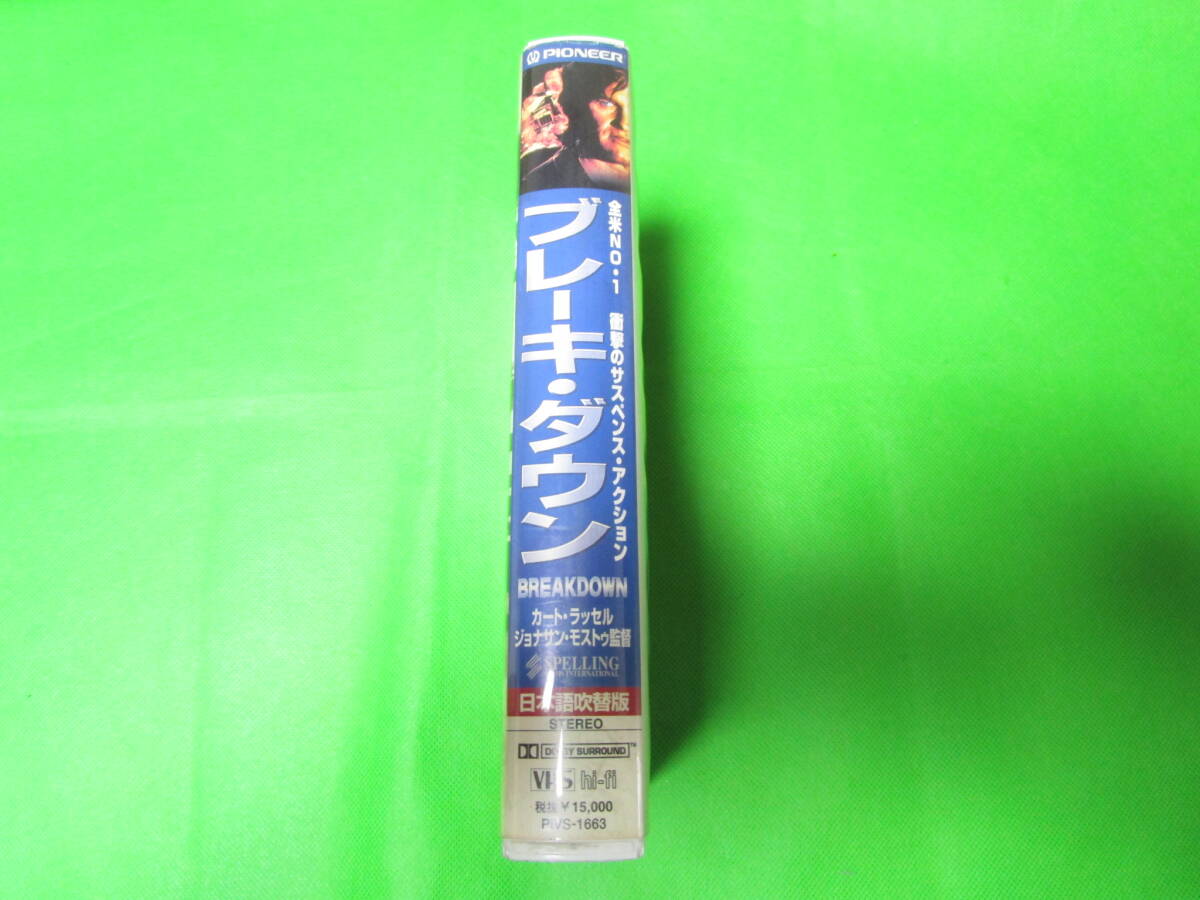 PIONEER
全米NO・1 衝撃のサスペンス・アクション
ブレーキ・ダウン
BREAKDOWN
カート・ラッセル
ジョナサン・モストゥ監督
SPELLING
INTERNATIONAL
日本語吹替版
STEREO
DOLBY SURROUND™
VHS hi-fi
税抜¥15,000
PIVS-1663